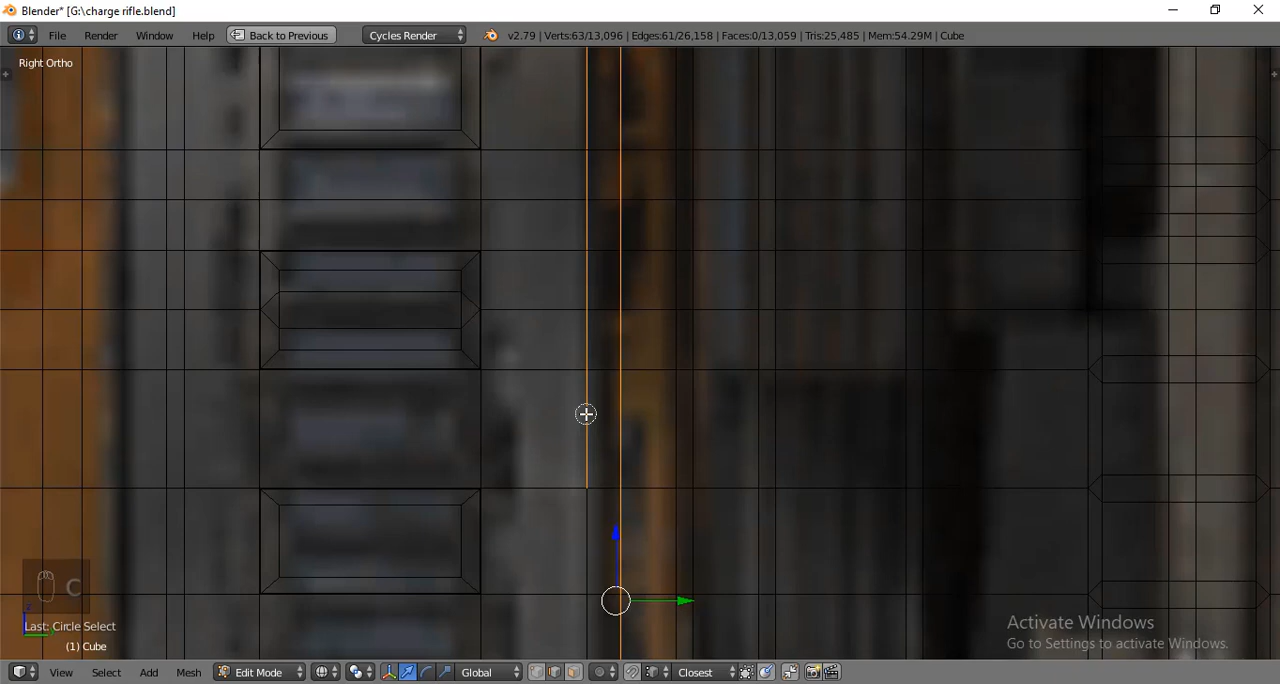 Blender* [G:\charge rifle.blend]
File Render Window Help Back to Previous Cycles Render v2.79 | Verts:63/13,096 | Edges:61/26,158 | Faces:0/13,059 | Tris:25,485 | Mem:54.29M | Cube
Right Ortho
C
Last: Circle Select
(1) Cube
Activate Windows
Go to Settings to activate Windows.
View Select Add Mesh Edit Mode Global Closest